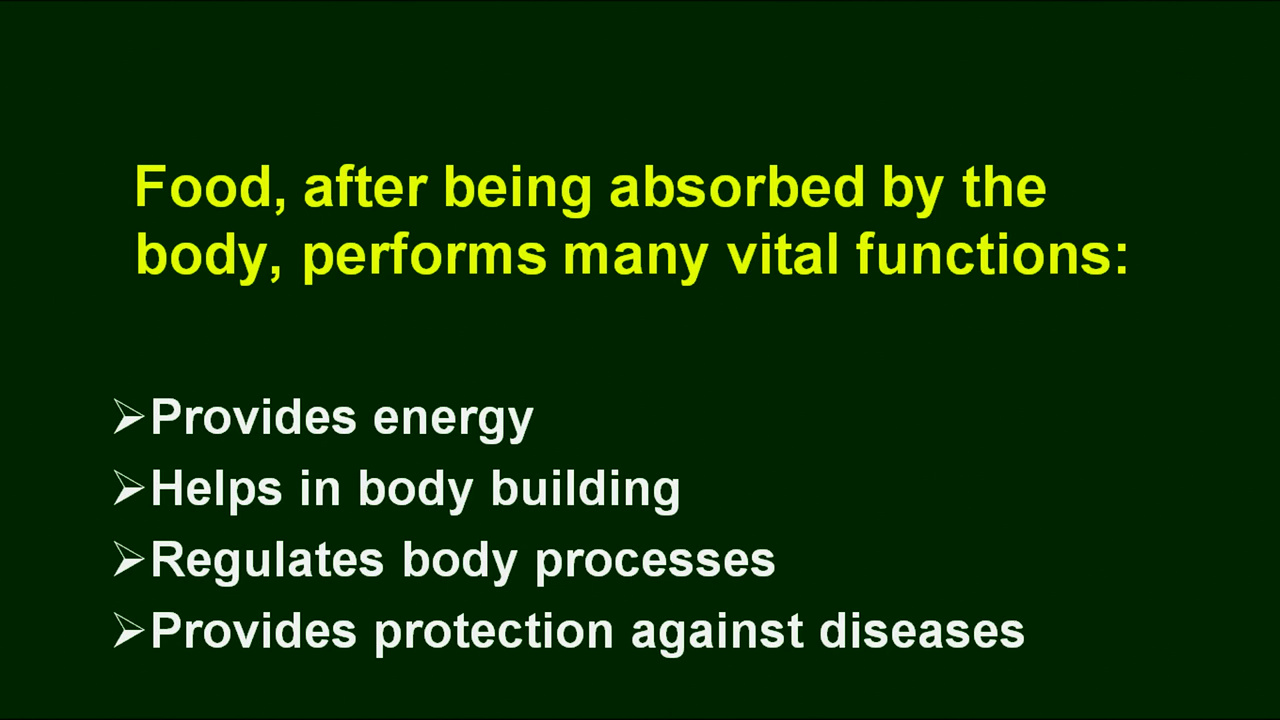 Food, after being absorbed by the
body, performs many vital functions:
➢Provides energy
➢Helps in body building
➢Regulates body processes
➢Provides protection against diseases